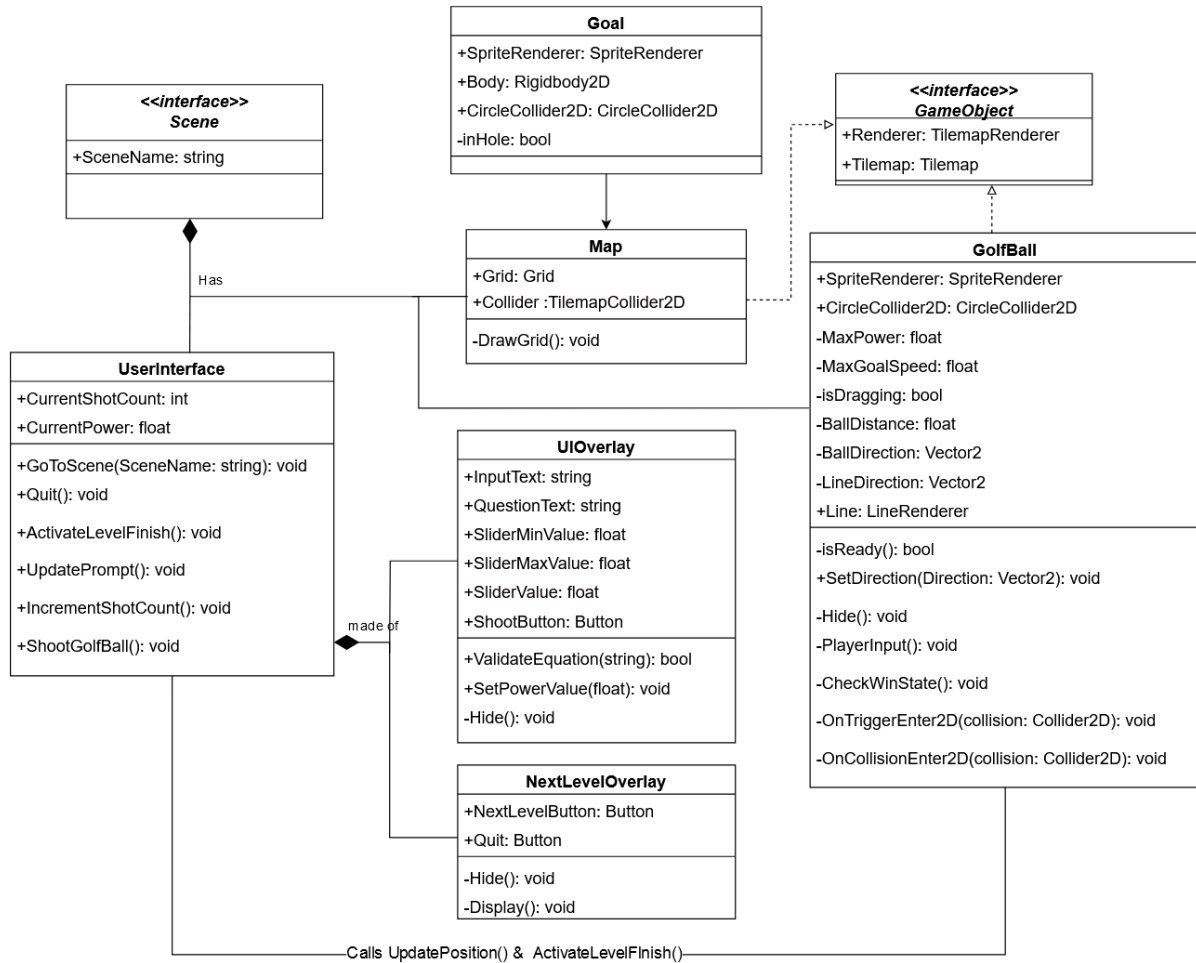 Goal
+SpriteRenderer: SpriteRenderer
+Body: Rigidbody2D
+CircleCollider2D: CircleCollider2D
-inHole: bool
<<interface>>
Scene
+SceneName: string
<<interface>>
GameObject
+Renderer: TilemapRenderer
+Tilemap: Tilemap
Has
Map
+Grid: Grid
+Collider :TilemapCollider2D
-DrawGrid(): void
GolfBall
+SpriteRenderer: SpriteRenderer
+CircleCollider2D: CircleCollider2D
-MaxPower: float
-MaxGoalSpeed: float
-isDragging: bool
-BallDistance: float
-BallDirection: Vector2
-LineDirection: Vector2
+Line: LineRenderer
-isReady(): bool
+SetDirection(Direction: Vector2): void
-Hide(): void
-PlayerInput(): void
-CheckWinState(): void
-OnTriggerEnter2D(collision: Collider2D): void
-OnCollisionEnter2D(collision: Collider2D): void
UserInterface
+CurrentShotCount: int
+CurrentPower: float
+GoToScene(SceneName: string): void
+Quit(): void
+ActivateLevelFinish(): void
+UpdatePrompt(): void
+IncrementShotCount(): void
+ShootGolfBall(): void
made of
UIOverlay
+InputText: string
+QuestionText: string
+SliderMinValue: float
+SliderMaxValue: float
+SliderValue: float
+ShootButton: Button
+ValidateEquation(string): bool
+SetPowerValue(float): void
-Hide(): void
NextLevelOverlay
+NextLevelButton: Button
+Quit: Button
-Hide(): void
-Display(): void
Calls UpdatePosition() & ActivateLevelFInish()